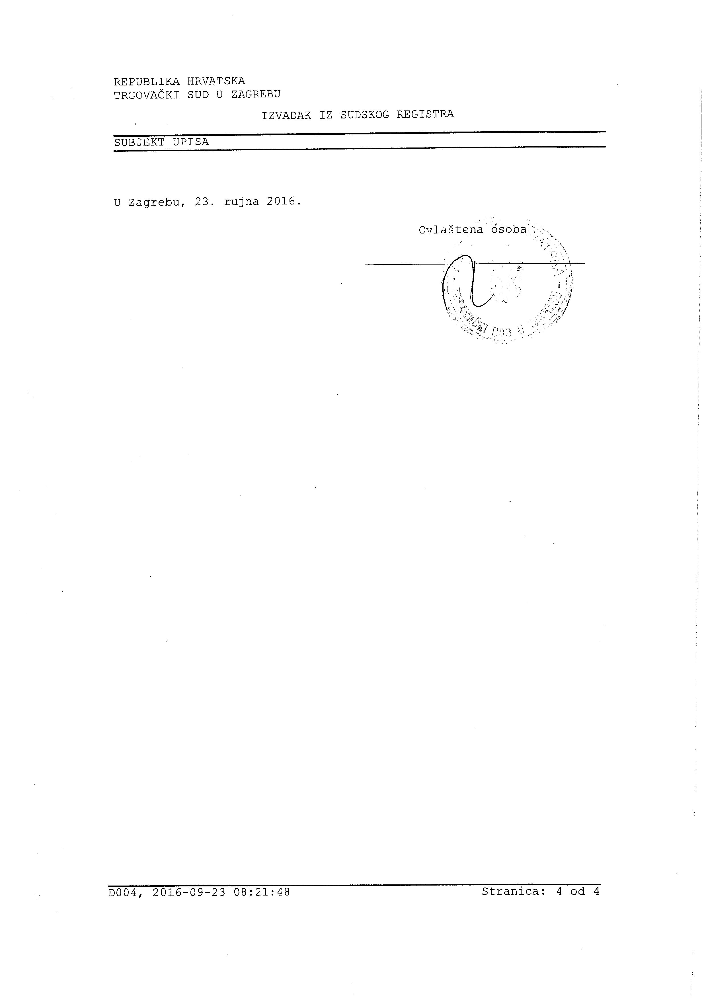 REPUBLIKA HRVATSKA
TRGOVAČKI SUD U ZAGREBU
IZVADAK IZ SUDSKOG REGISTRA
SUBJEKT UPISA
U Zagrebu, 23. rujna 2016.
Ovlaštena osoba
- TRGOVAČKI SUD U ZAGREBU -
D004, 2016-09-23 08:21:48
Stranica: 4 od 4